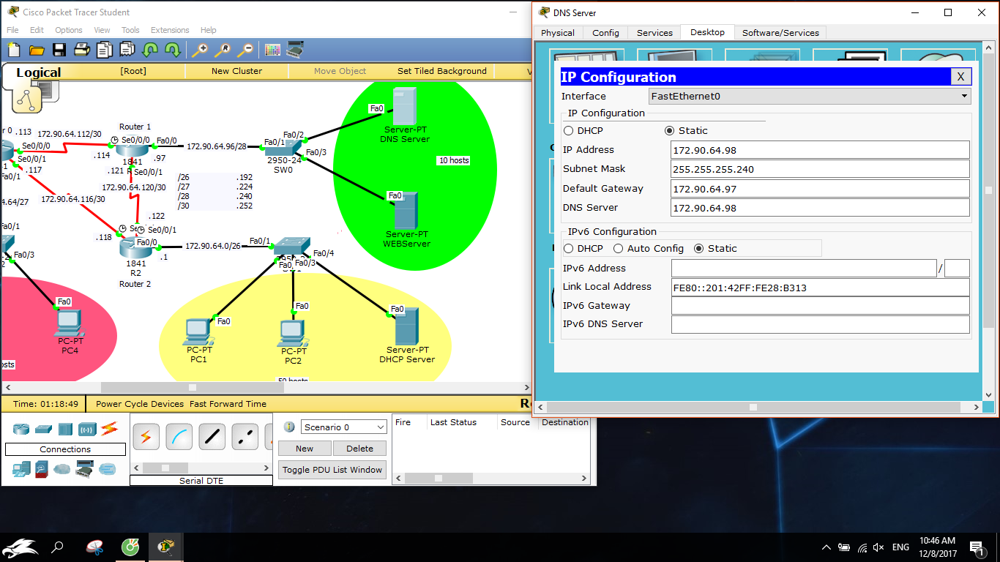 Cisco Packet Tracer Student
File Edit Options View Tools Extensions Help
Logical [Root] New Cluster Move Object Set Tiled Background V
r 0 .113 172.90.64.112/30 Router 1
Se0/0/0 Se0/0/0 Fa0/0
Se0/0/1 .114 1841 .97
.117 .121 R Se0/0/1
Fa0/1 172.90.64.120/30
172.90.64.116/30
4.64/27
172.90.64.96/28 Fa0/1 Fa0/2
Fa0/3
2950-24
SW0
/26 .192
/27 .224
/28 .240
/30 .252
Fa0
Server-PT
DNS Server
10 hosts
Fa0
Server-PT
WEBServer
.122
Se0/0/1
.118 Fa0/0
172.90.64.0/26 Fa0/1
.1
1841
R2
Router 2
Fa0/4
Fa0/3
Fa0/1
Fa0/3
Fa0
PC-PT
PC4
osts
Fa0
PC-PT
PC1
Fa0
PC-PT
PC2
Fa0
Server-PT
DHCP Server
50 hosts
Time: 01:18:49 Power Cycle Devices Fast Forward Time
Connections
Serial DTE
Scenario 0
New Delete
Toggle PDU List Window
Fire Last Status Source Destination
DNS Server
Physical Config Services Desktop Software/Services
IP Configuration X
Interface FastEthernet0
IP Configuration
DHCP Static
IP Address 172.90.64.98
Subnet Mask 255.255.255.240
Default Gateway 172.90.64.97
DNS Server 172.90.64.98
IPv6 Configuration
DHCP Auto Config Static
IPv6 Address /
Link Local Address FE80::201:42FF:FE28:B313
IPv6 Gateway
IPv6 DNS Server
ENG
10:46 AM
12/8/2017
1